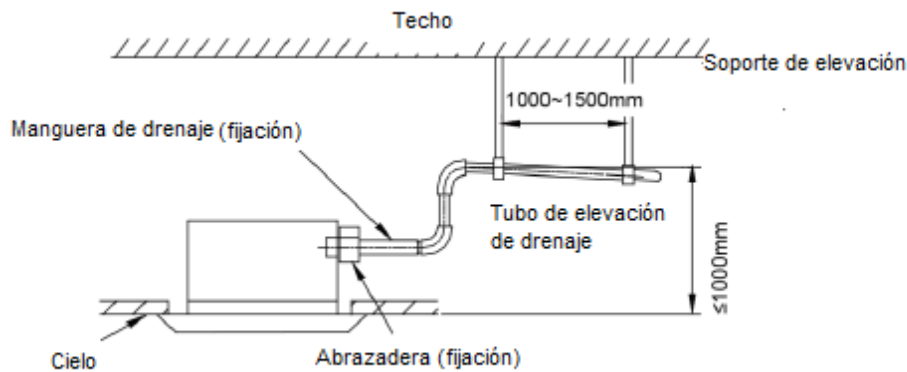 Techo
Soporte de elevación
1000~1500mm
Manguera de drenaje (fijación)
Tubo de elevación
de drenaje
≤1000mm
Cielo
Abrazadera (fijación)